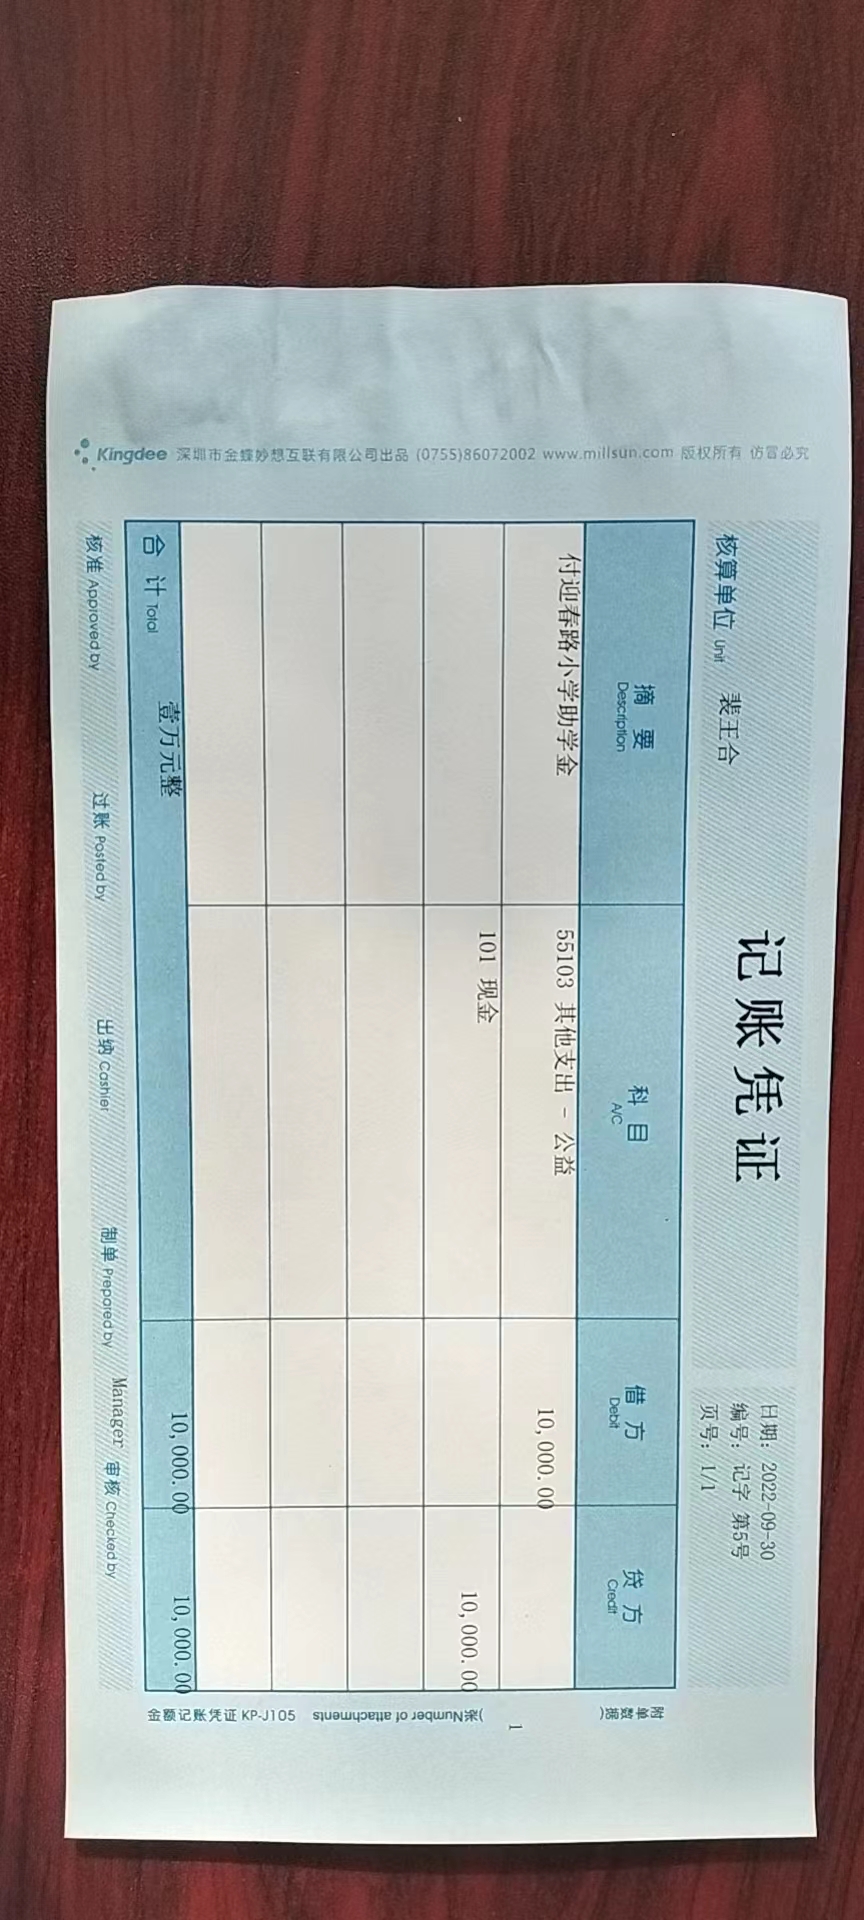 记账凭证
日期： 2022-09-30
编号： 记字 第5号
页号： 1/1
核算单位 Unit 裴王合
摘 要 Description 科 目 A/C 借 方 Debit 贷 方 Credit
付迎春路小学助学金 55103 其他支出 - 公益 10,000.00
101 现金 10,000.00
合 计 Total 壹万元整 10,000.00 10,000.00
核准 Approved by 过账 Posted by 出纳 Cashier 制单 Prepared by Manager 审核 Checked by
附单据数(
1
)张Number of attachments
金额记账凭证 KP-J105
Kingdee 深圳市金蝶妙想互联有限公司出品 (0755)86072002 www.millsun.com 版权所有 仿冒必究